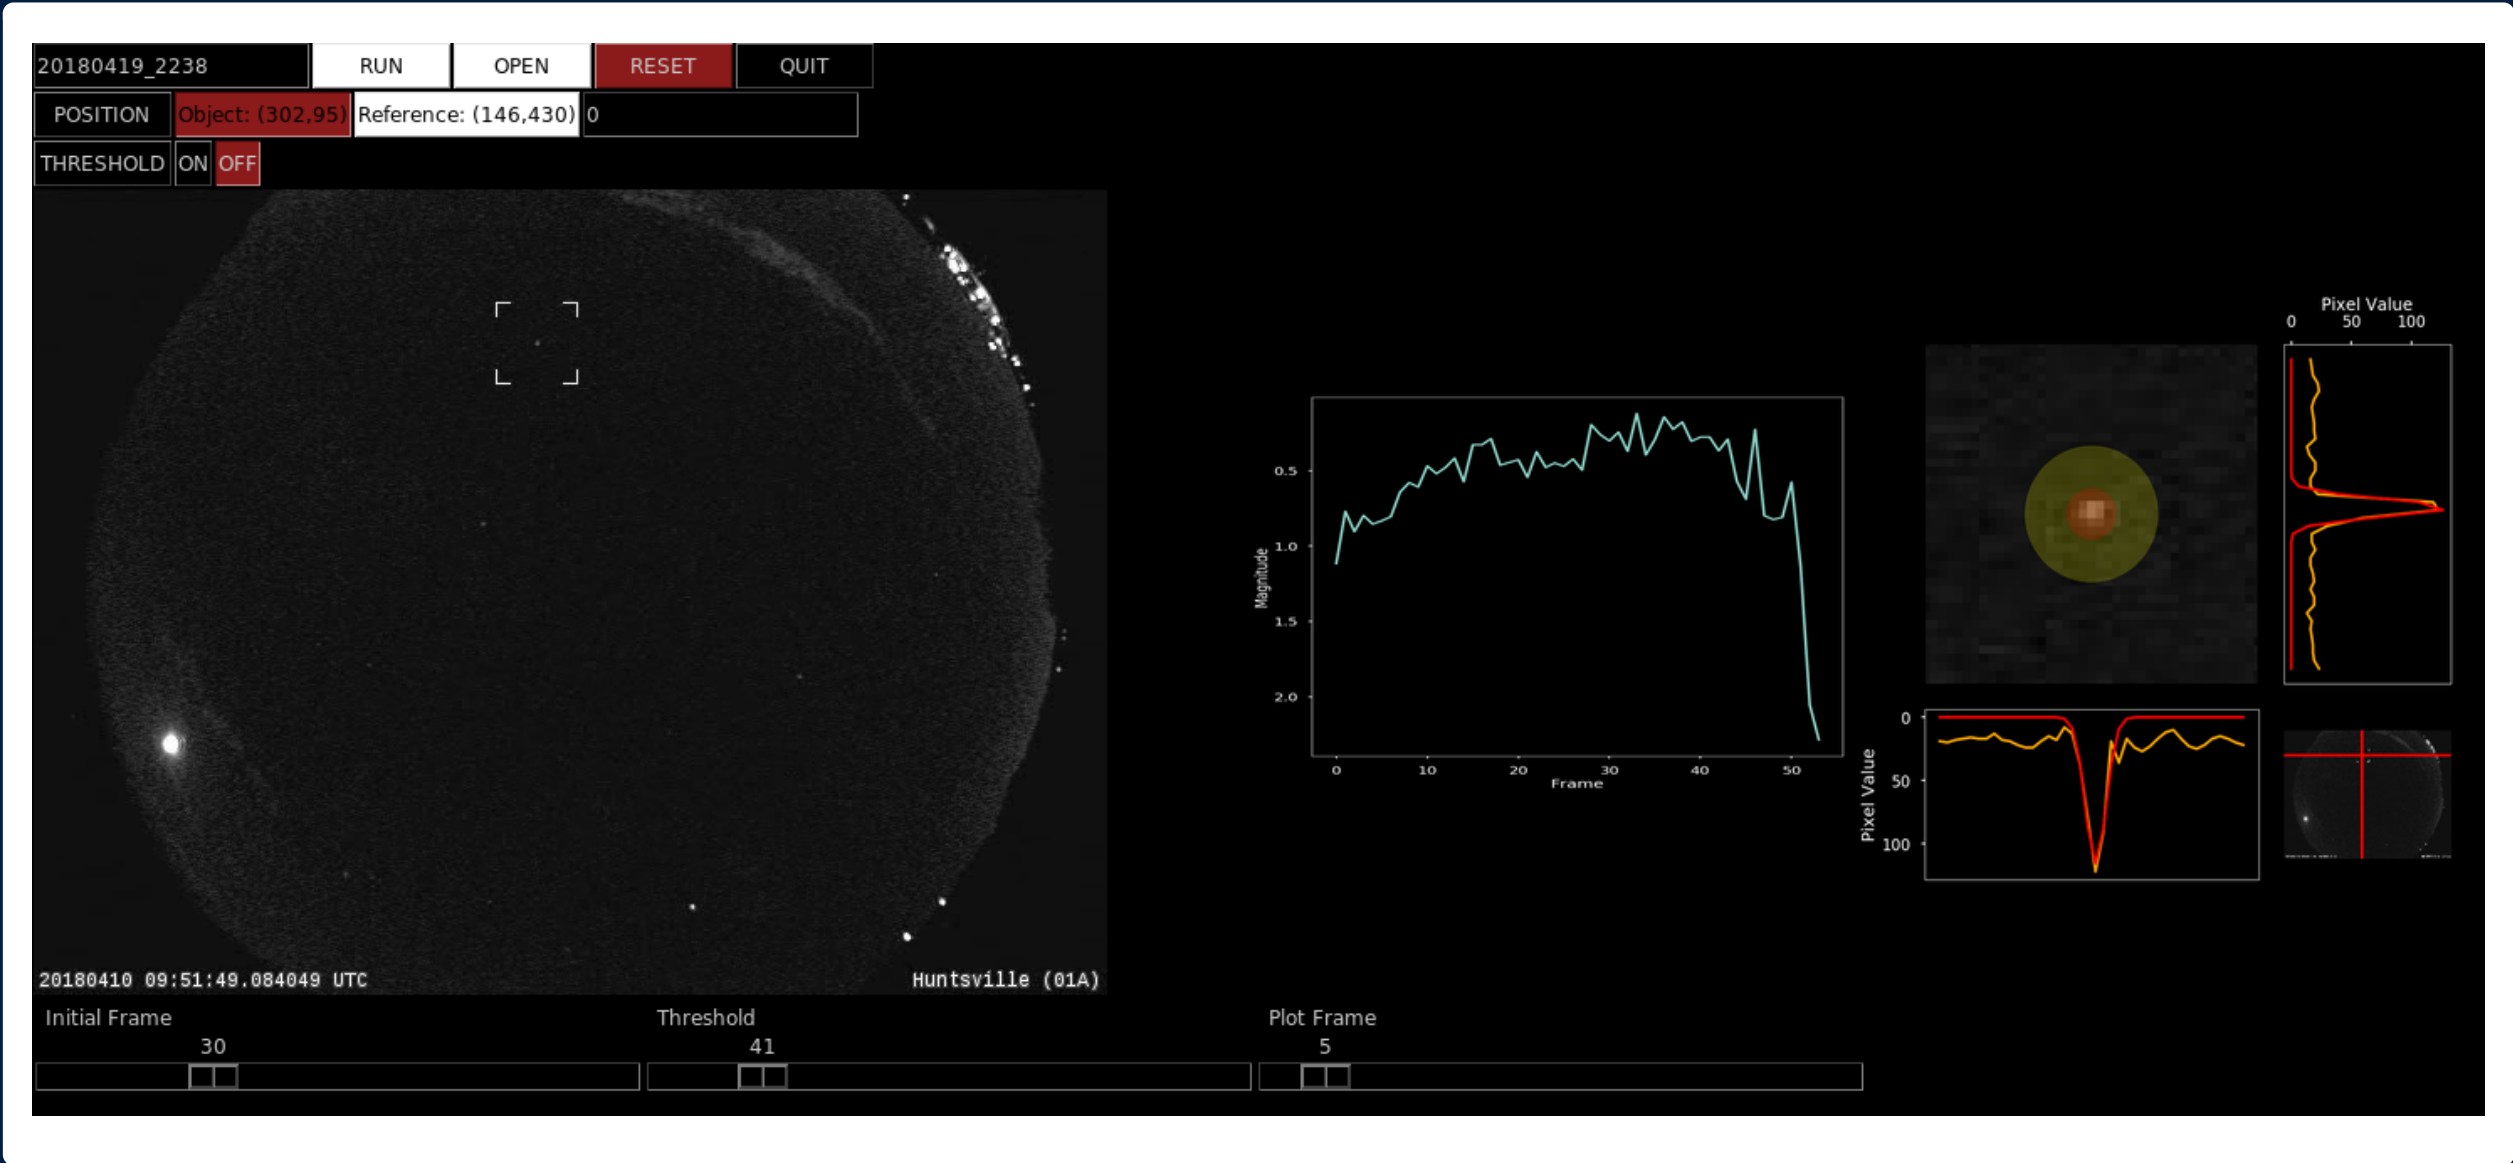 20180419_2238 RUN OPEN RESET QUIT
POSITION Object: (302,95) Reference: (146,430) 0
THRESHOLD ON OFF
20180410 09:51:49.084049 UTC Huntsville (01A)
Magnitude
0.5
1.0
1.5
2.0
0 10 20 30 40 50
Frame
Pixel Value
0 50 100
Pixel Value
0
50
100
Initial Frame Threshold Plot Frame
30 41 5